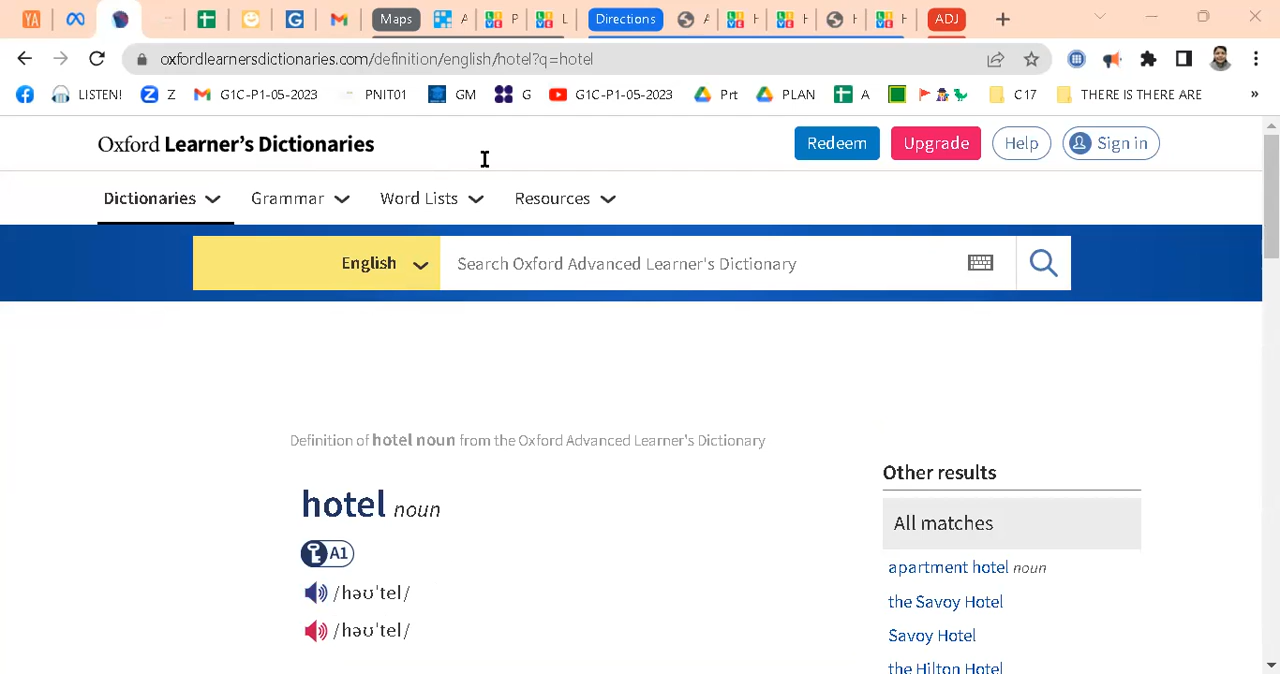 YA A P L Maps Directions A H H H H ADJ
oxfordlearnersdictionaries.com/definition/english/hotel?q=hotel
LISTEN! Z G1C-P1-05-2023 PNIT01 GM G G1C-P1-05-2023 Prt PLAN A C17 THERE IS THERE ARE »
Oxford Learner's Dictionaries
Redeem Upgrade Help Sign in
Dictionaries Grammar Word Lists Resources
English Search Oxford Advanced Learner's Dictionary
Definition of hotel noun from the Oxford Advanced Learner's Dictionary
Other results
hotel noun
All matches
A1
apartment hotel noun
/həʊˈtel/
the Savoy Hotel
/həʊˈtel/
Savoy Hotel
the Hilton Hotel